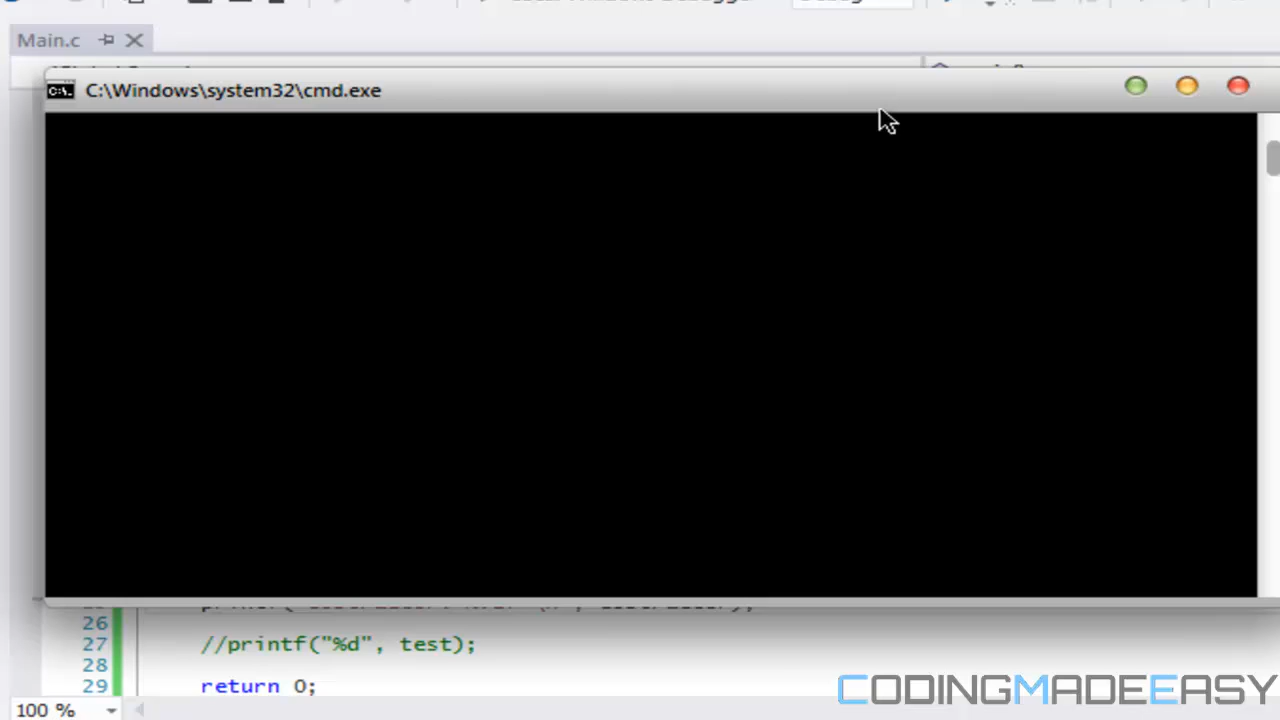 Main.c
C:\Windows\system32\cmd.exe
26
27 //printf("%d", test);
28
29 return 0;
100 %
CODINGMADEEASY